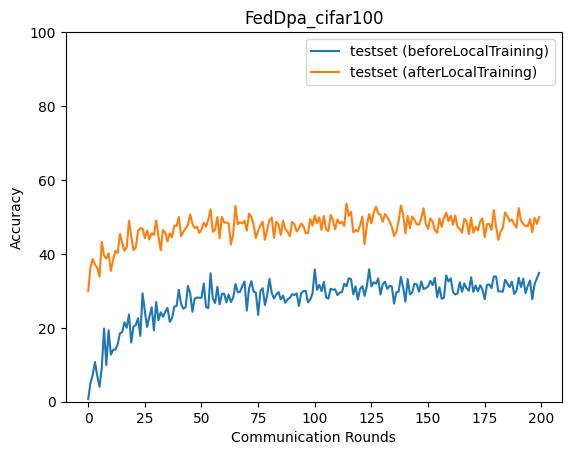 FedDpa_cifar100
testset (beforeLocalTraining)
testset (afterLocalTraining)
Accuracy
100
80
60
40
20
0
0 25 50 75 100 125 150 175 200
Communication Rounds